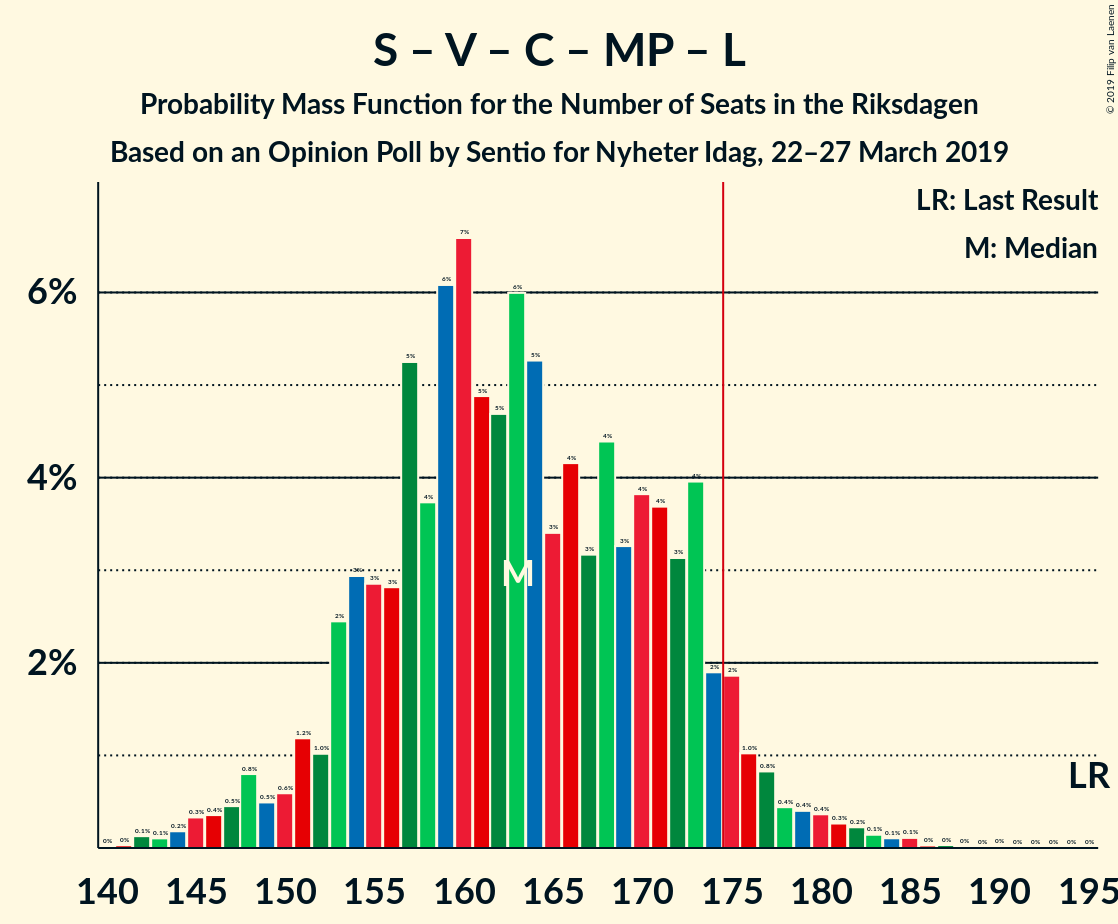 S – V – C – MP – L
Probability Mass Function for the Number of Seats in the Riksdagen
Based on an Opinion Poll by Sentio for Nyheter Idag, 22–27 March 2019
© 2019 Filip van Laenen
LR: Last Result
M: Median
6%
4%
2%
0% 0% 0.1% 0.1% 0.2% 0.3% 0.4% 0.5% 0.8% 0.5% 0.6% 1.2% 1.0% 2% 3% 3% 3% 5% 4% 6% 7% 5% 5% 6% 5% 3% 4% 3% 4% 3% 4% 4% 3% 4% 2% 2% 1.0% 0.8% 0.4% 0.4% 0.4% 0.3% 0.2% 0.1% 0.1% 0.1% 0% 0% 0% 0% 0% 0% 0% 0% 0% 0%
M
LR
140 145 150 155 160 165 170 175 180 185 190 195